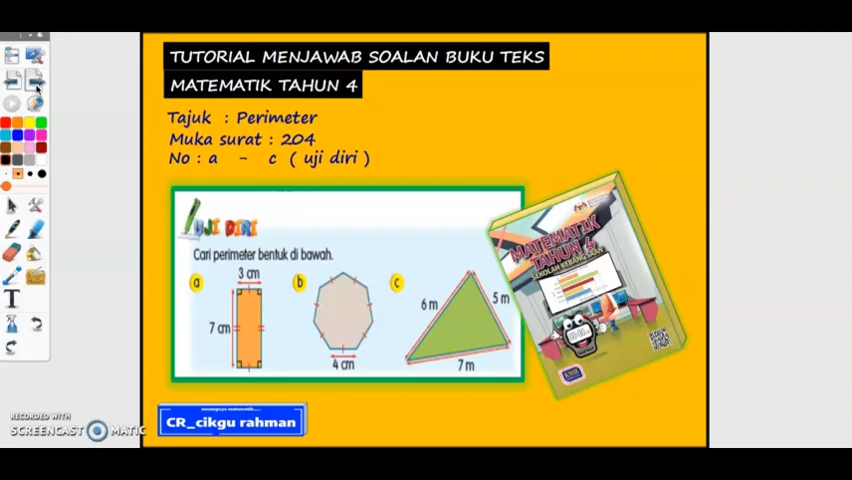 TUTORIAL MENJAWAB SOALAN BUKU TEKS
MATEMATIK TAHUN 4
Tajuk : Perimeter
Muka surat : 204
No : a - c ( uji diri )
UJI DIRI
Cari perimeter bentuk di bawah.
a
3 cm
7 cm
b
4 cm
c
6 m
5 m
7 m
MATEMATIK
TAHUN 4
SEKOLAH KEBANGSAAN
CR_cikgu rahman
RECORDED WITH
SCREENCAST MATIC